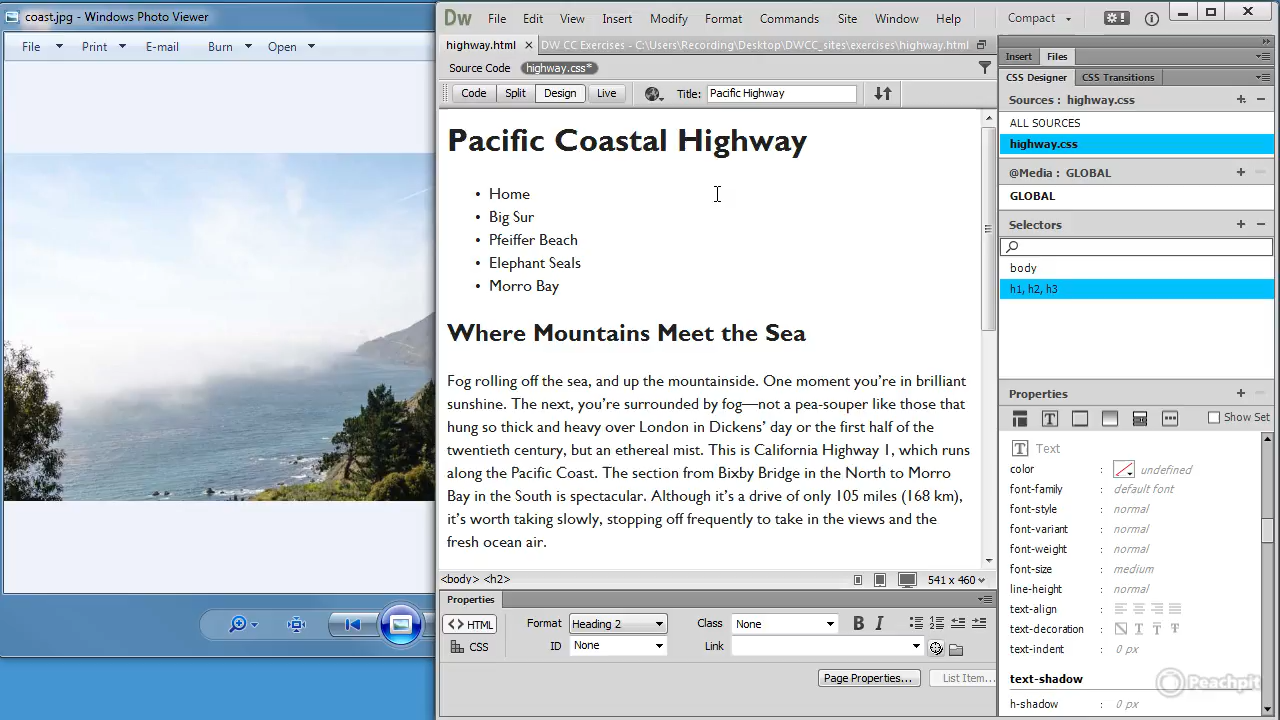 coast.jpg - Windows Photo Viewer
File Print E-mail Burn Open
Dw File Edit View Insert Modify Format Commands Site Window Help Compact
highway.html × DW CC Exercises - C:\Users\Recording\Desktop\DWCC_sites\exercises\highway.html
Source Code highway.css*
Code Split Design Live Title: Pacific Highway
Pacific Coastal Highway
• Home
• Big Sur
• Pfeiffer Beach
• Elephant Seals
• Morro Bay
Where Mountains Meet the Sea
Fog rolling off the sea, and up the mountainside. One moment you’re in brilliant
sunshine. The next, you’re surrounded by fog—not a pea-souper like those that
hung so thick and heavy over London in Dickens’ day or the first half of the
twentieth century, but an ethereal mist. This is California Highway 1, which runs
along the Pacific Coast. The section from Bixby Bridge in the North to Morro
Bay in the South is spectacular. Although it’s a drive of only 105 miles (168 km),
it’s worth taking slowly, stopping off frequently to take in the views and the
fresh ocean air.
<body> <h2> 541 x 460
Properties
<> HTML Format Heading 2 Class None B I
CSS ID None Link
Page Properties... List Item...
Insert Files
CSS Designer CSS Transitions
Sources : highway.css
ALL SOURCES
highway.css
@Media : GLOBAL
GLOBAL
Selectors
body
h1, h2, h3
Properties
Show Set
Text
color : undefined
font-family : default font
font-style : normal
font-variant : normal
font-weight : normal
font-size : medium
line-height : normal
text-align :
text-decoration :
text-indent : 0 px
text-shadow
h-shadow : 0 px
Peachpit